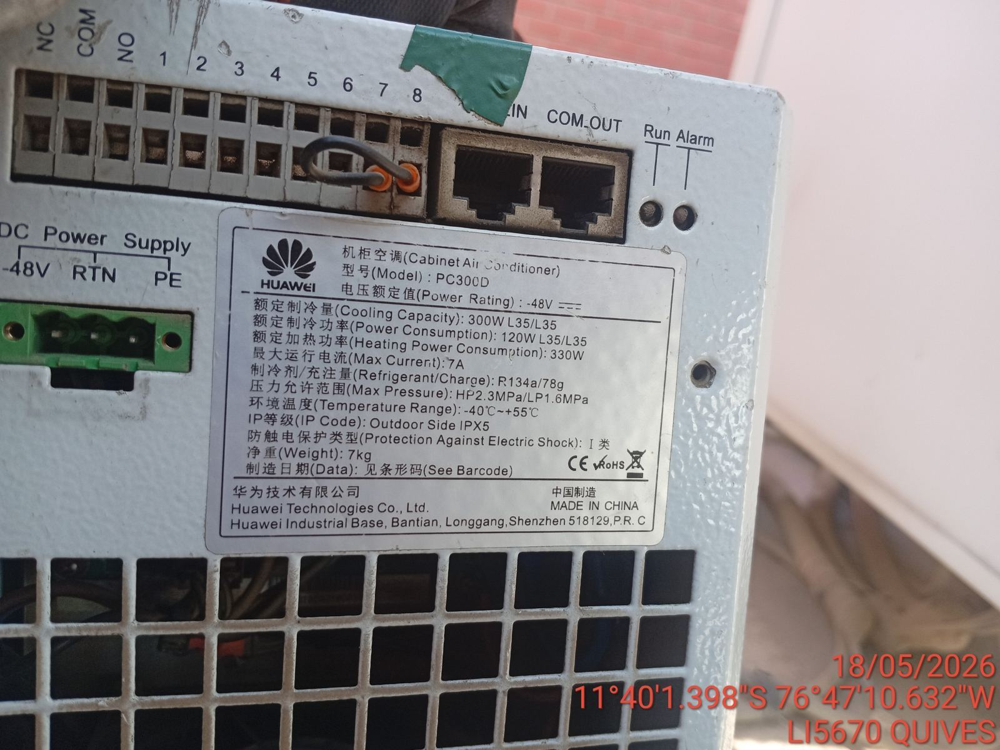 NC COM NO 1 2 3 4 5 6 7 8
IN COM-OUT
Run Alarm
DC Power Supply
-48V RTN PE
HUAWEI
机柜空调(Cabinet Air Conditioner)
型号(Model) : PC300D
电压额定值(Power Rating) : -48V
额定制冷量(Cooling Capacity): 300W L35/L35
额定制冷功率(Power Consumption): 120W L35/L35
额定加热功率(Heating Power Consumption): 330W
最大运行电流(Max Current): 7A
制冷剂/充注量(Refrigerant/Charge): R134a/78g
压力允许范围(Max Pressure): HP2.3MPa/LP1.6MPa
环境温度(Temperature Range): -40℃~+55℃
IP等级(IP Code): Outdoor Side IPX5
防触电保护类型(Protection Against Electric Shock): I 类
净重(Weight): 7kg
制造日期(Data): 见条形码(See Barcode)
CE RoHS
华为技术有限公司
Huawei Technologies Co., Ltd.
中国制造
MADE IN CHINA
Huawei Industrial Base, Bantian, Longgang,Shenzhen 518129,P.R. C
18/05/2026
11°40'1.398"S 76°47'10.632"W
LI5670 QUIVES